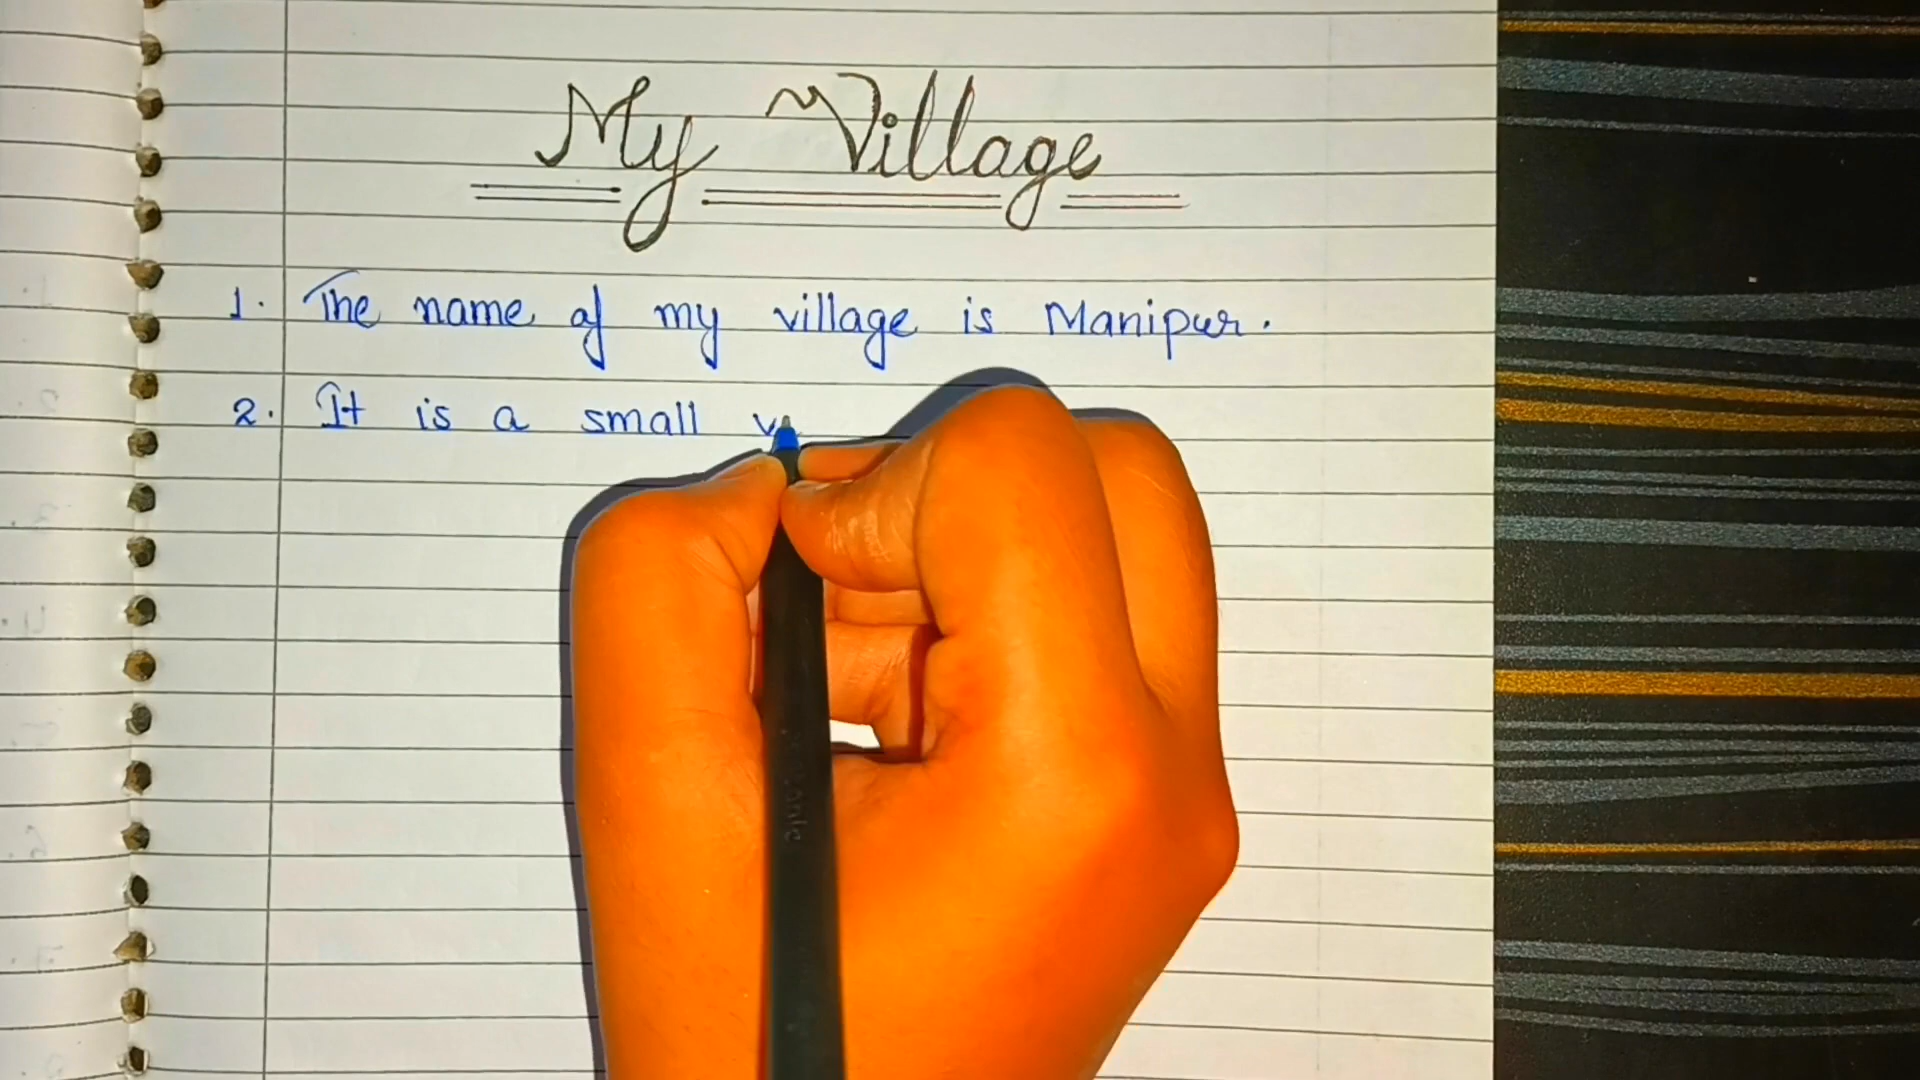 My Village
1. The name of my village is Manipur.
2. It is a small